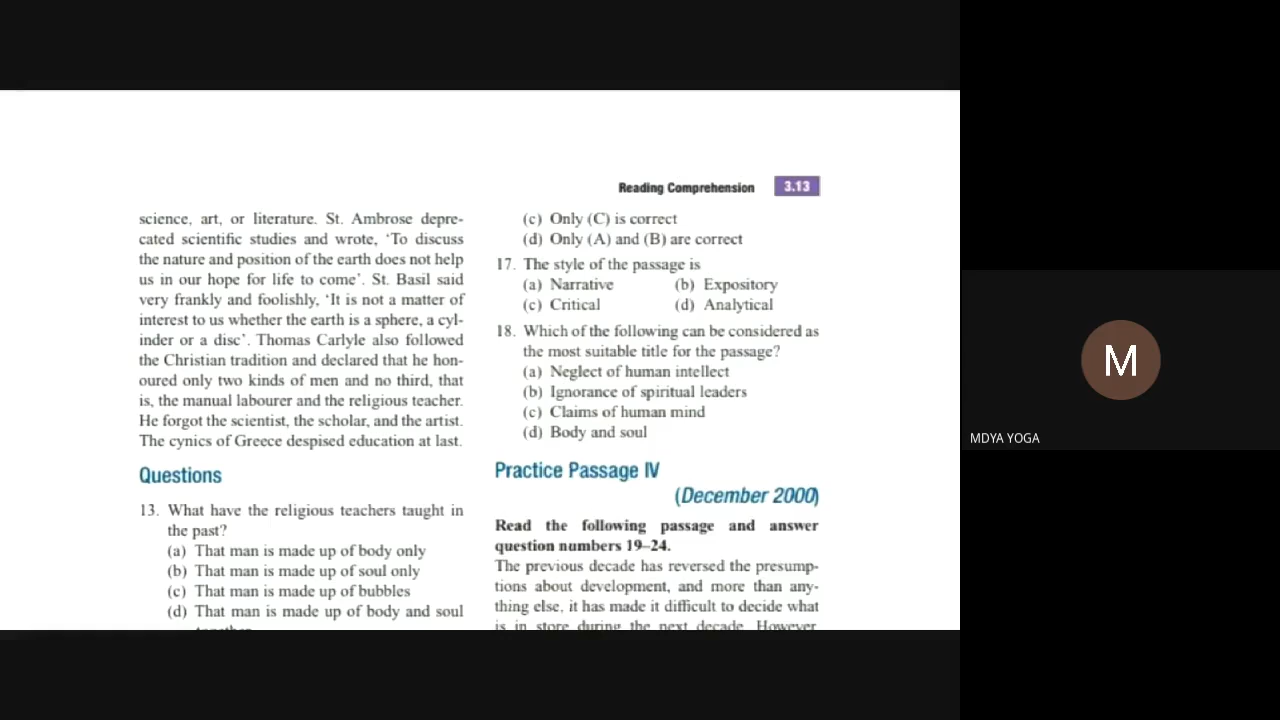 Reading Comprehension 3.13
science, art, or literature. St. Ambrose depre-
cated scientific studies and wrote, ‘To discuss
the nature and position of the earth does not help
us in our hope for life to come’. St. Basil said
very frankly and foolishly, ‘It is not a matter of
interest to us whether the earth is a sphere, a cyl-
inder or a disc’. Thomas Carlyle also followed
the Christian tradition and declared that he hon-
oured only two kinds of men and no third, that
is, the manual labourer and the religious teacher.
He forgot the scientist, the scholar, and the artist.
The cynics of Greece despised education at last.
Questions
13. What have the religious teachers taught in
the past?
(a) That man is made up of body only
(b) That man is made up of soul only
(c) That man is made up of bubbles
(d) That man is made up of body and soul
together
(c) Only (C) is correct
(d) Only (A) and (B) are correct
17. The style of the passage is
(a) Narrative (b) Expository
(c) Critical (d) Analytical
18. Which of the following can be considered as
the most suitable title for the passage?
(a) Neglect of human intellect
(b) Ignorance of spiritual leaders
(c) Claims of human mind
(d) Body and soul
Practice Passage IV
(December 2000)
Read the following passage and answer
question numbers 19–24.
The previous decade has reversed the presump-
tions about development, and more than any-
thing else, it has made it difficult to decide what
is in store during the next decade. However,
M
MDYA YOGA